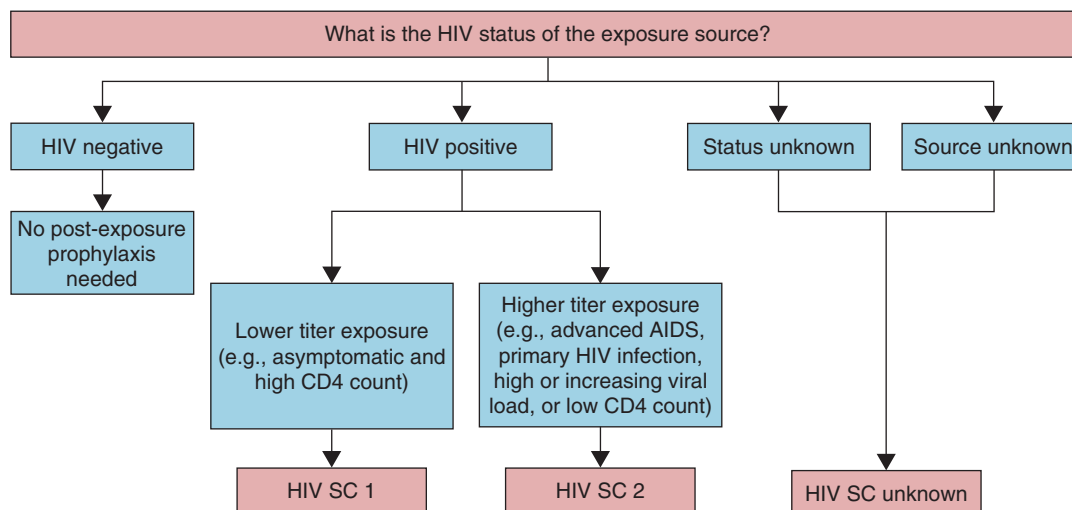 What is the HIV status of the exposure source?
HIV negative
HIV positive
Status unknown
Source unknown
No post-exposure
prophylaxis
needed
Lower titer exposure
(e.g., asymptomatic and
high CD4 count)
Higher titer exposure
(e.g., advanced AIDS,
primary HIV infection,
high or increasing viral
load, or low CD4 count)
HIV SC 1
HIV SC 2
HIV SC unknown